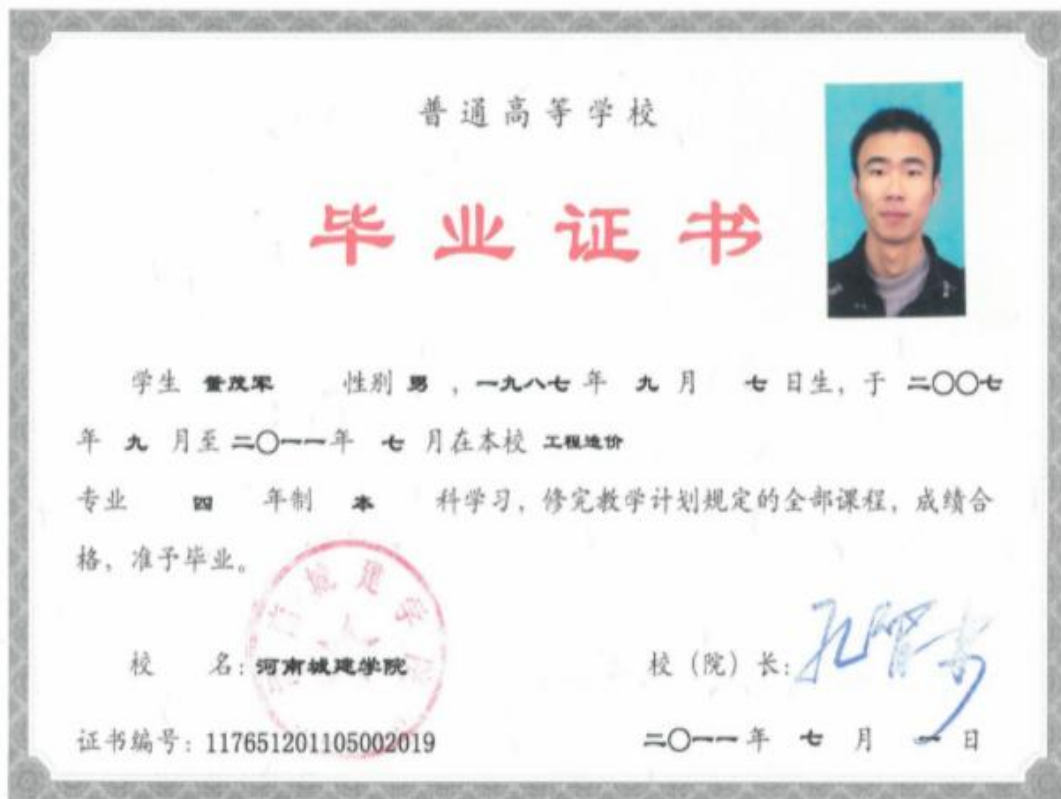 普通高等学校
毕业证书
学生 董茂军 性别 男 ，一九八七 年 九 月 七 日生，于 二〇〇七
年 九 月至 二〇一一 年 七 月在本校 工程造价
专业 四 年制 本 科学习，修完教学计划规定的全部课程，成绩合
格，准予毕业。
校 名：河南城建学院 校（院）长：
证书编号：117651201105002019 二〇一一 年 七 月 一 日